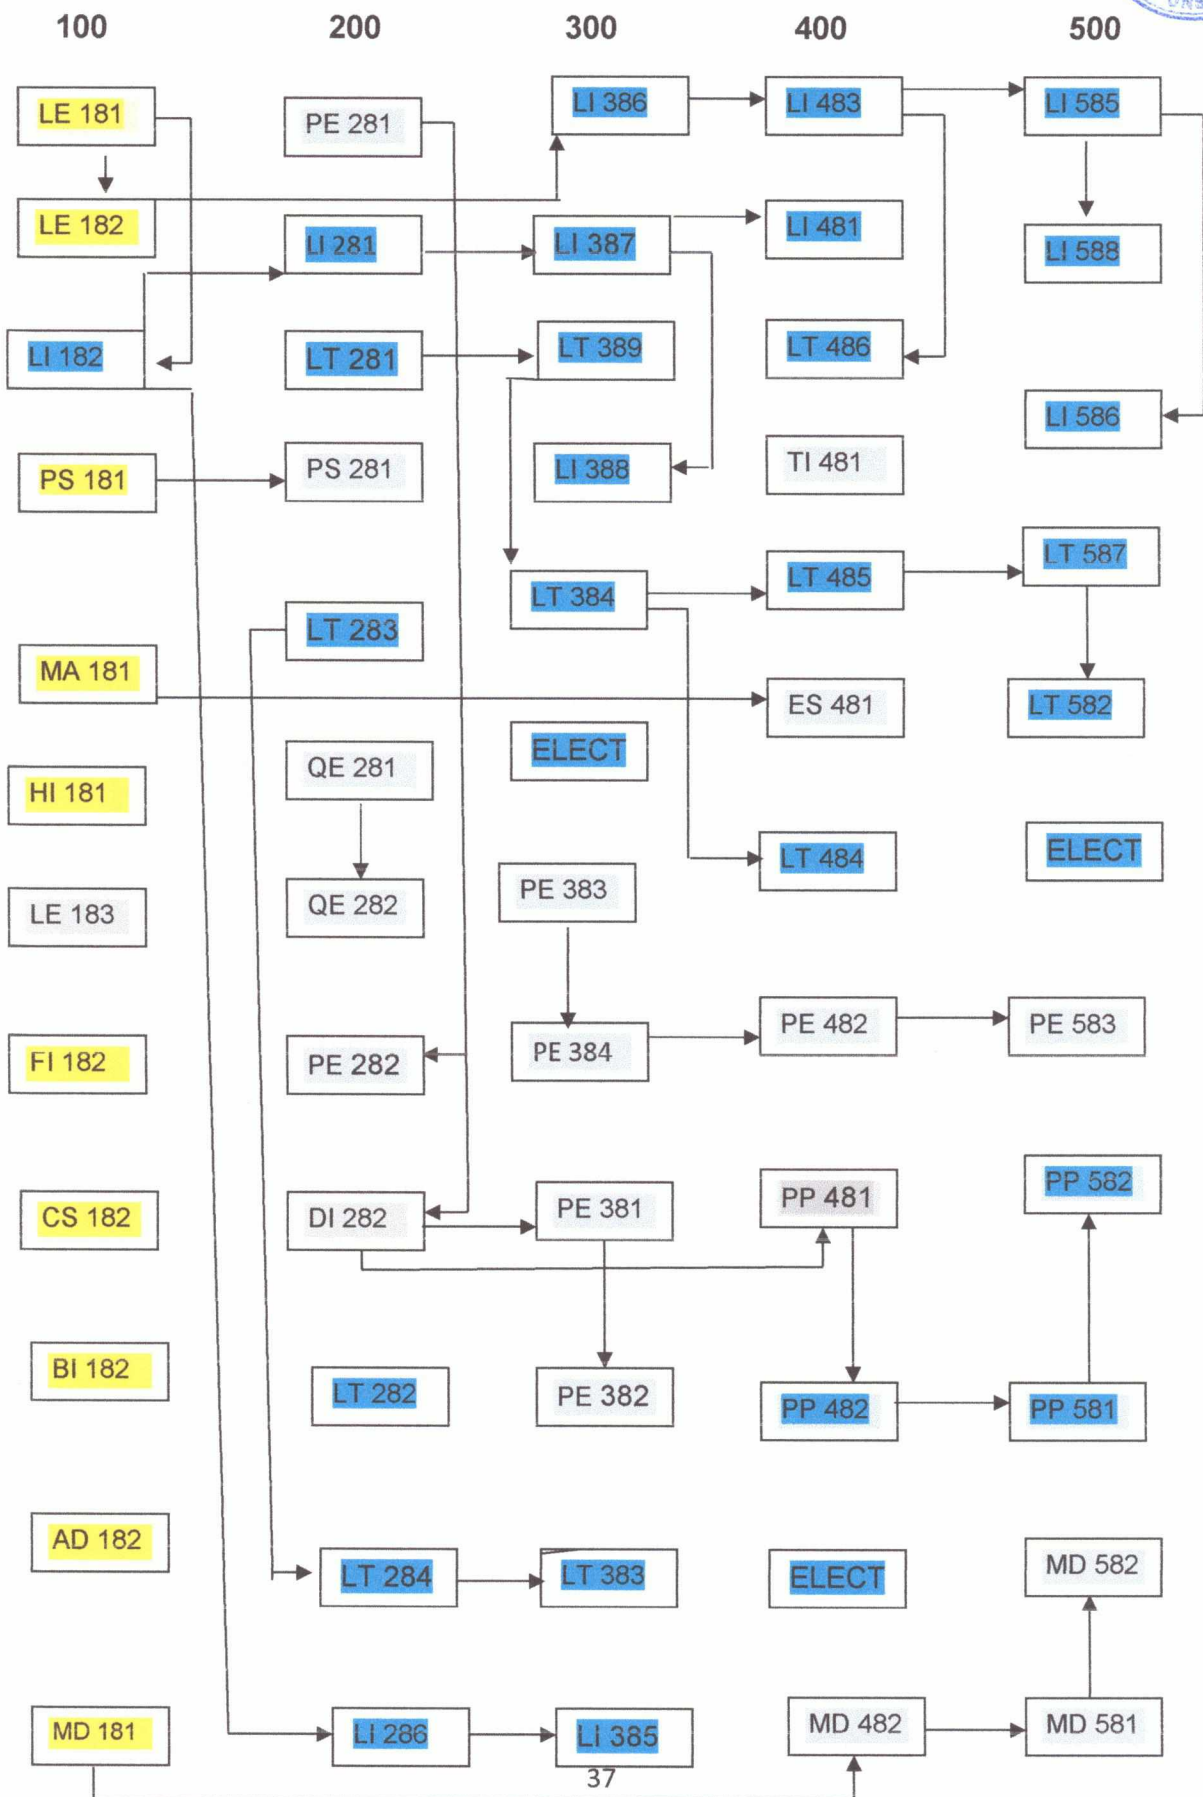 100 200 300 400 500
LE 181
PE 281
LI 386
LI 483
LI 585
LE 182
LI 281
LI 387
LI 481
LI 588
LI 182
LT 281
LT 389
LT 486
LI 586
PS 181
PS 281
LI 388
TI 481
LT 283
LT 384
LT 485
LT 587
MA 181
ES 481
LT 582
HI 181
QE 281
ELECT
LE 183
QE 282
PE 383
LT 484
ELECT
FI 182
PE 282
PE 384
PE 482
PE 583
CS 182
DI 282
PE 381
PP 481
PP 582
BI 182
LT 282
PE 382
PP 482
PP 581
AD 182
LT 284
LT 383
ELECT
MD 582
MD 181
LI 286
LI 385
MD 482
MD 581
37